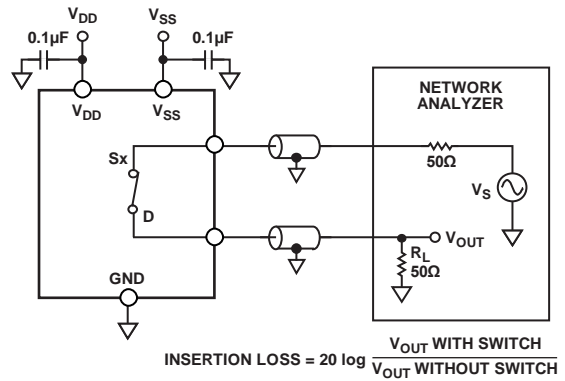 VDD
VSS
0.1µF
0.1µF
VDD
VSS
NETWORK
ANALYZER
Sx
50Ω
VS
D
VOUT
RL
50Ω
GND
INSERTION LOSS = 20 log VOUT WITH SWITCH
VOUT WITHOUT SWITCH